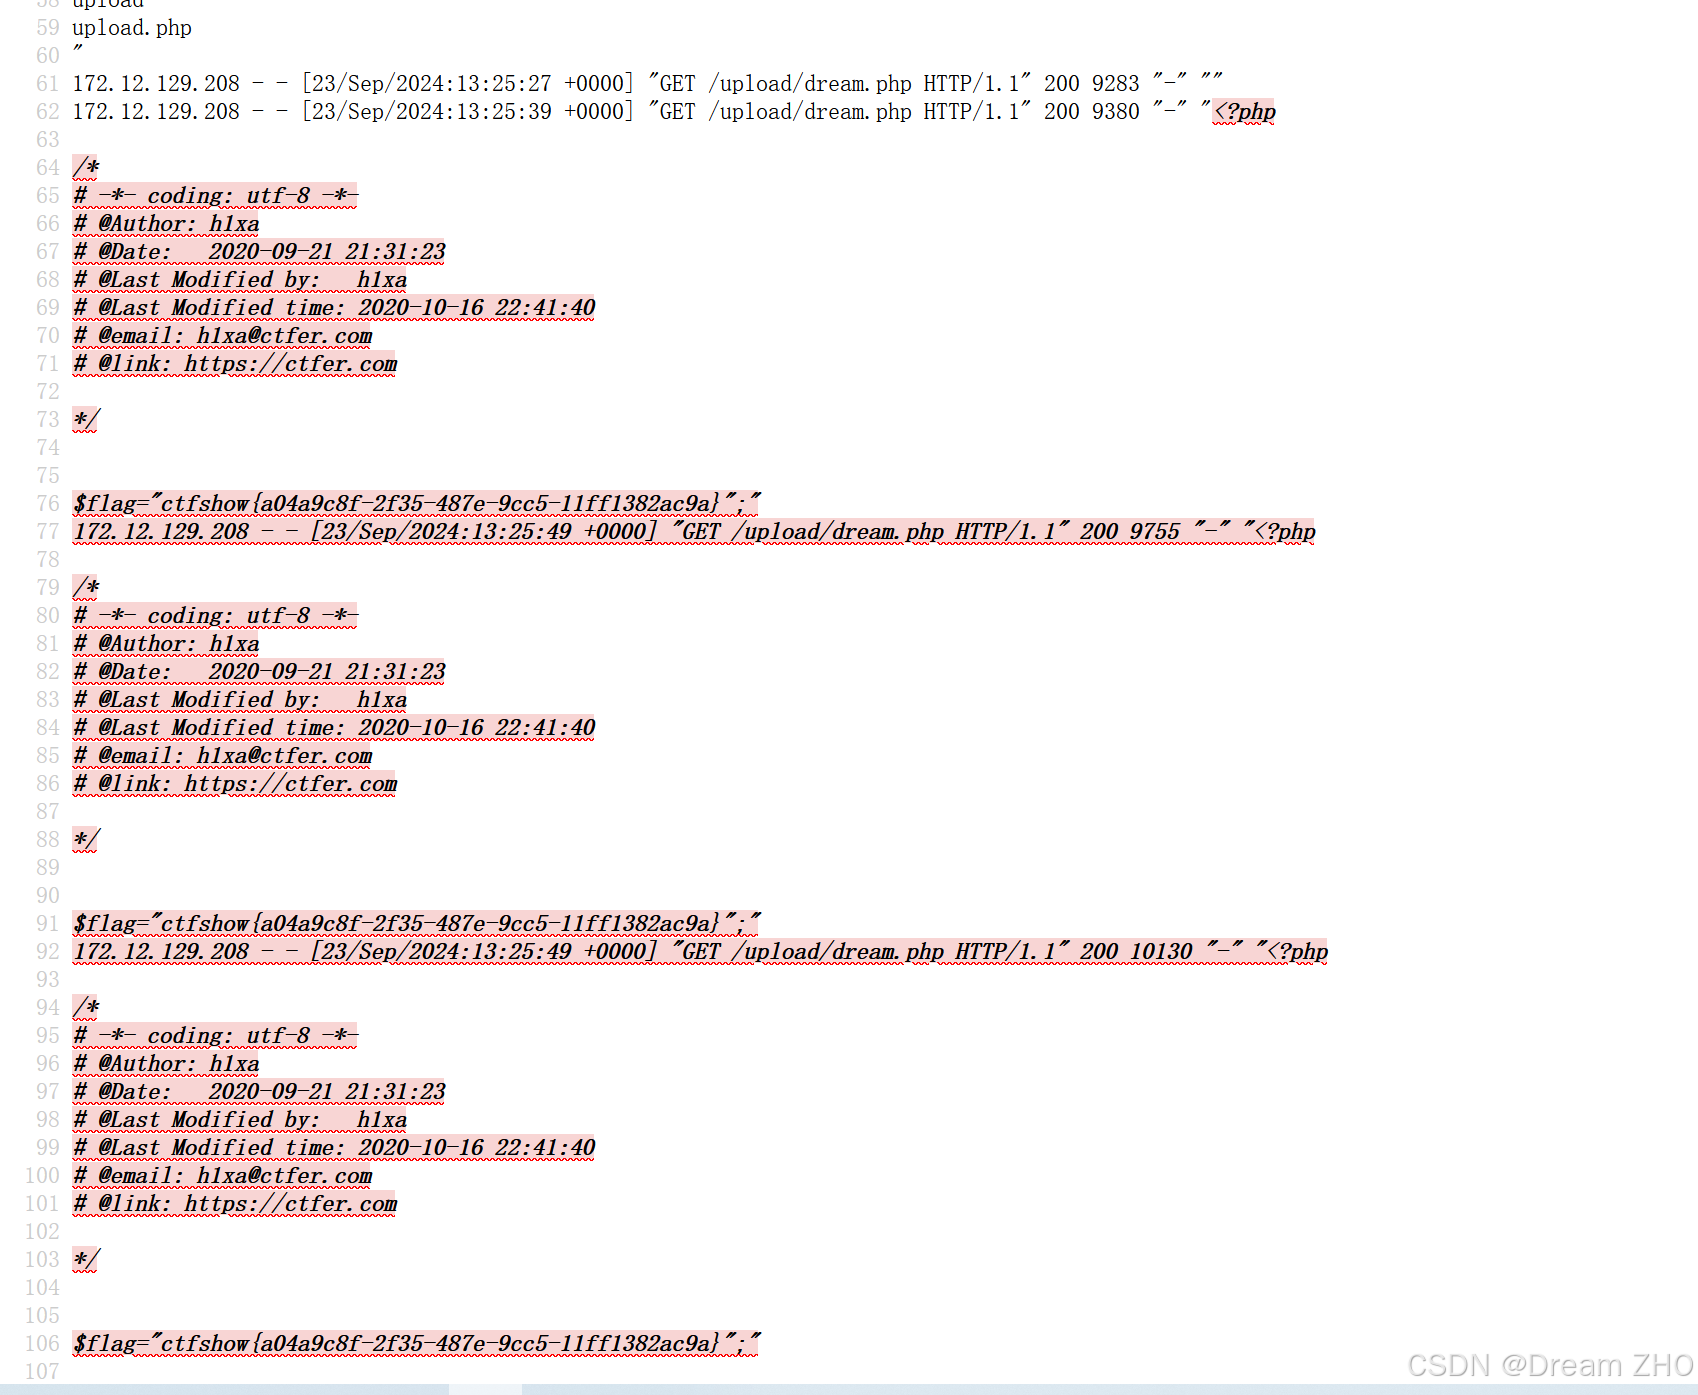 58 upload
59 upload.php
60 "
61 172.12.129.208 - - [23/Sep/2024:13:25:27 +0000] "GET /upload/dream.php HTTP/1.1" 200 9283 "-" ""
62 172.12.129.208 - - [23/Sep/2024:13:25:39 +0000] "GET /upload/dream.php HTTP/1.1" 200 9380 "-" "<?php
63
64 /*
65 # -*- coding: utf-8 -*-
66 # @Author: h1xa
67 # @Date:   2020-09-21 21:31:23
68 # @Last Modified by:   h1xa
69 # @Last Modified time: 2020-10-16 22:41:40
70 # @email: h1xa@ctfer.com
71 # @link: https://ctfer.com
72
73 */
74
75
76 $flag="ctfshow{a04a9c8f-2f35-487e-9cc5-11ff1382ac9a}";"
77 172.12.129.208 - - [23/Sep/2024:13:25:49 +0000] "GET /upload/dream.php HTTP/1.1" 200 9755 "-" "<?php
78
79 /*
80 # -*- coding: utf-8 -*-
81 # @Author: h1xa
82 # @Date:   2020-09-21 21:31:23
83 # @Last Modified by:   h1xa
84 # @Last Modified time: 2020-10-16 22:41:40
85 # @email: h1xa@ctfer.com
86 # @link: https://ctfer.com
87
88 */
89
90
91 $flag="ctfshow{a04a9c8f-2f35-487e-9cc5-11ff1382ac9a}";"
92 172.12.129.208 - - [23/Sep/2024:13:25:49 +0000] "GET /upload/dream.php HTTP/1.1" 200 10130 "-" "<?php
93
94 /*
95 # -*- coding: utf-8 -*-
96 # @Author: h1xa
97 # @Date:   2020-09-21 21:31:23
98 # @Last Modified by:   h1xa
99 # @Last Modified time: 2020-10-16 22:41:40
100 # @email: h1xa@ctfer.com
101 # @link: https://ctfer.com
102
103 */
104
105
106 $flag="ctfshow{a04a9c8f-2f35-487e-9cc5-11ff1382ac9a}";"
107
CSDN @Dream ZHO